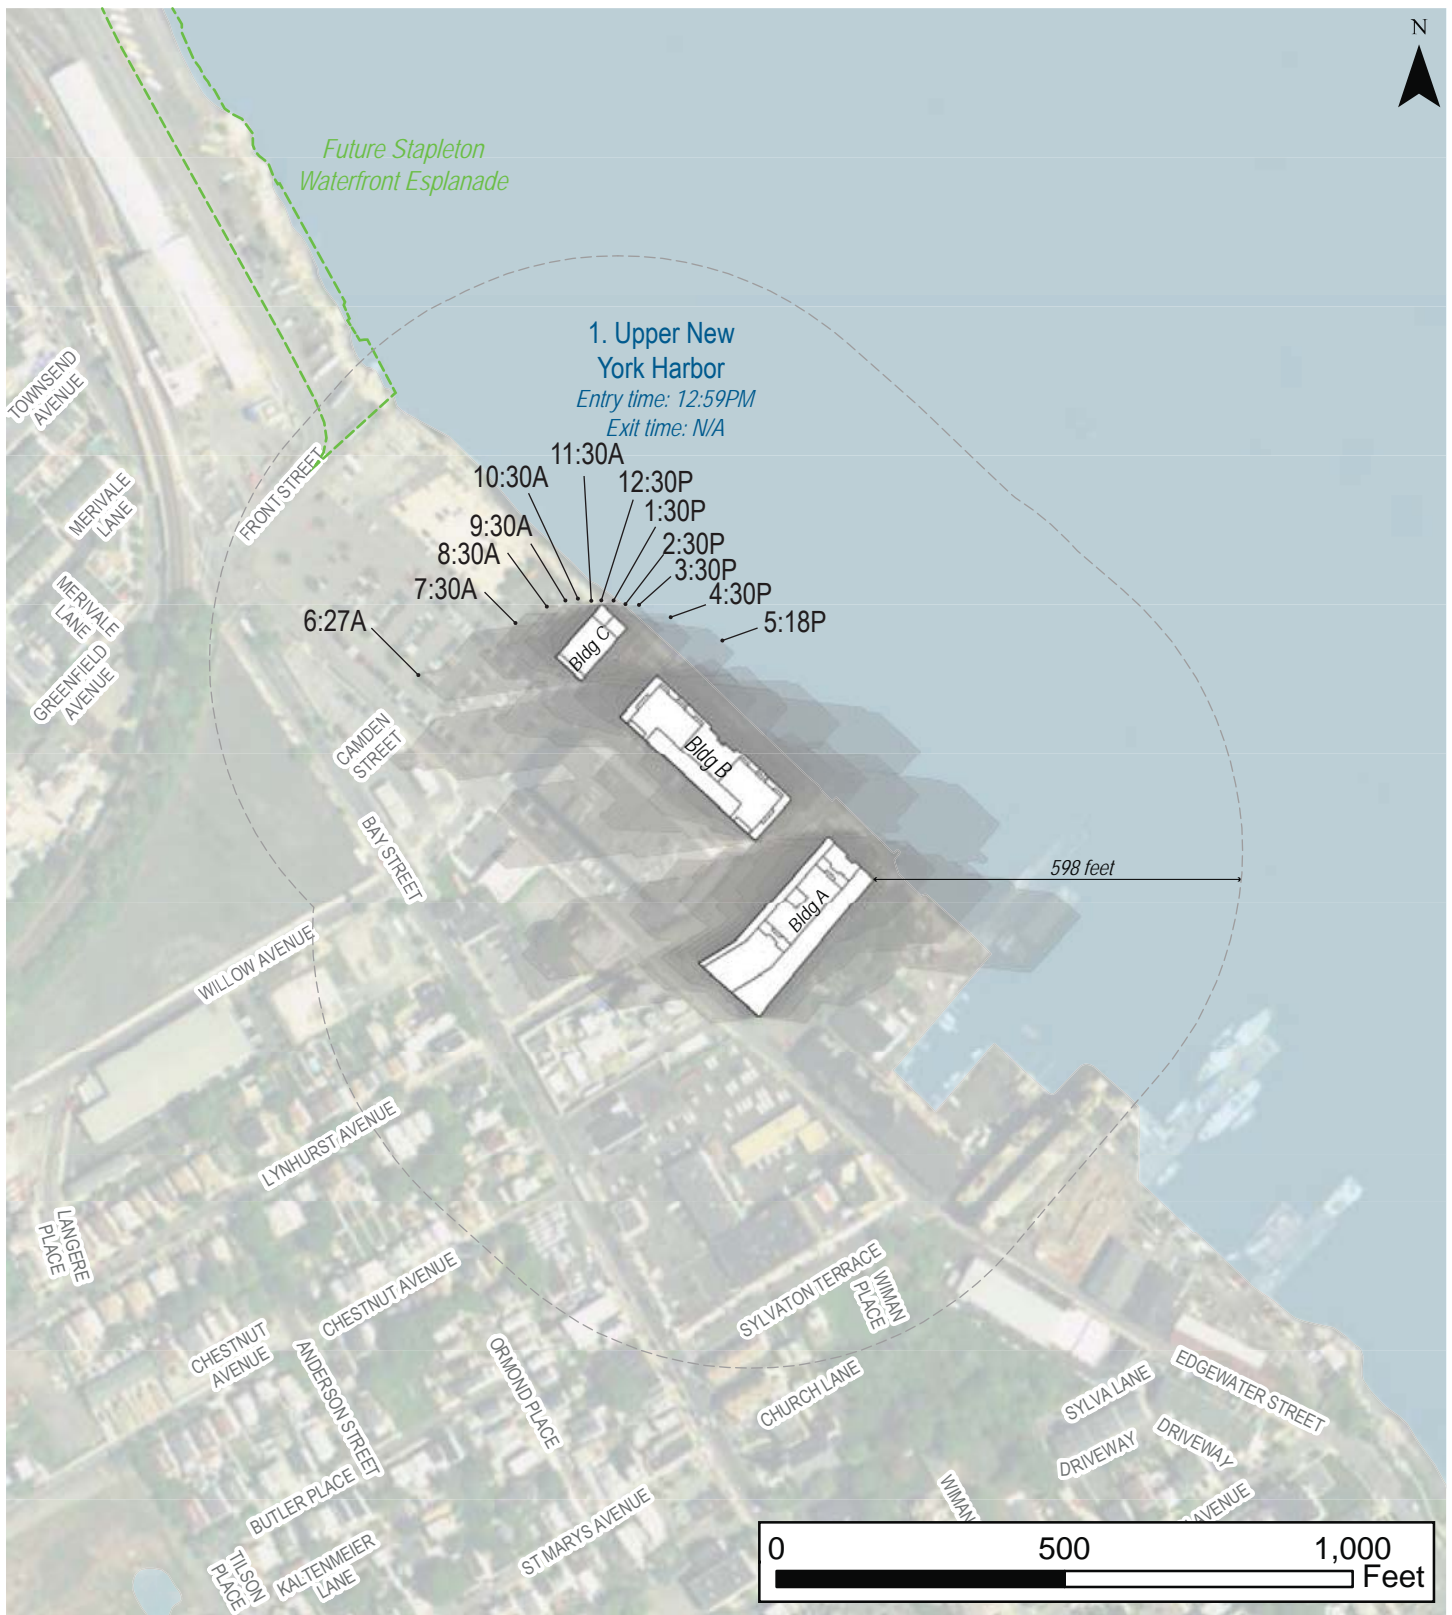 N
Future Stapleton
Waterfront Esplanade
1. Upper New
York Harbor
Entry time: 12:59PM
Exit time: N/A
TOWNSEND
AVENUE
FRONT STREET
MERIVALE
LANE
MERIVALE
LANE
GREENFIELD
AVENUE
6:27A
7:30A
8:30A
9:30A
10:30A
11:30A
12:30P
1:30P
2:30P
3:30P
4:30P
5:18P
Bldg C
Bldg B
Bldg A
598 feet
CAMDEN
STREET
BAY STREET
WILLOW AVENUE
LYNHURST AVENUE
LANGERE
PLACE
CHESTNUT AVENUE
CHESTNUT
AVENUE
ANDERSON STREET
ORMOND PLACE
SYLVATON TERRACE
WIMAN
PLACE
CHURCH LANE
SYLVA LANE
EDGEWATER STREET
DRIVEWAY
DRIVEWAY
BUTLER PLACE
TILSON
PLACE
KALTENMEIER
LANE
ST MARYS AVENUE
WIMAN
AVENUE
0 500 1,000
Feet